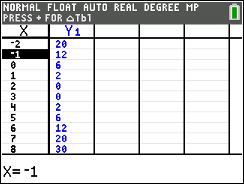 NORMAL FLOAT AUTO REAL DEGREE MP
PRESS + FOR △Tbl
X Y1
-2 20
-1 12
0 6
1 2
2 0
3 0
4 2
5 6
6 12
7 20
8 30
X=-1